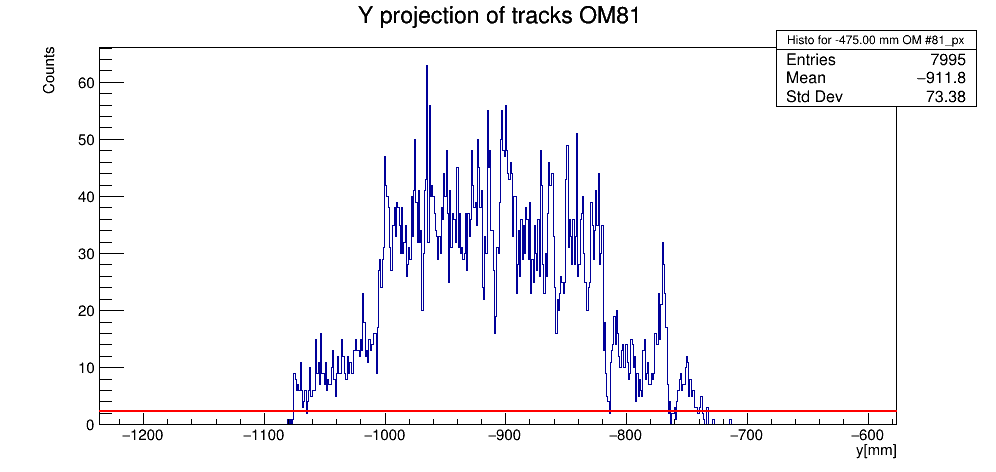 Y projection of tracks OM81
Histo for -475.00 mm OM #81_px
Entries 7995
Mean −911.8
Std Dev 73.38
Counts
60
50
40
30
20
10
0
−1200 −1100 −1000 −900 −800 −700 −600
y[mm]